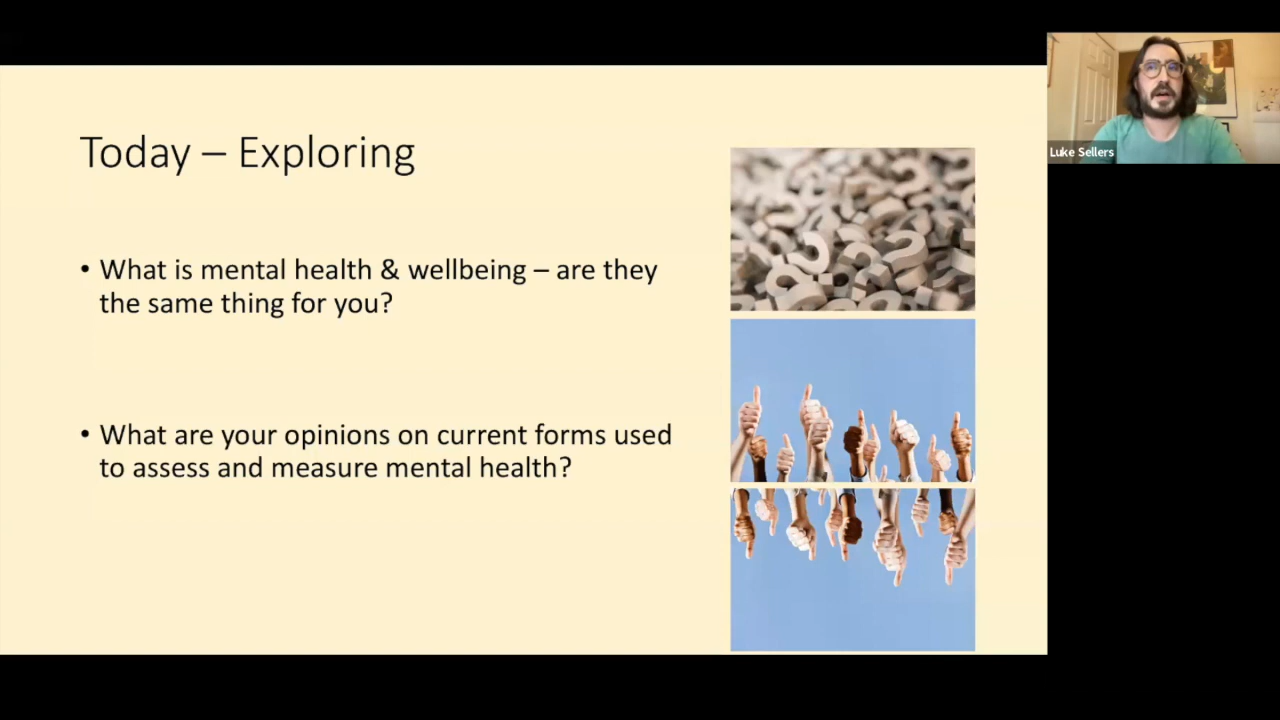 Today – Exploring
• What is mental health & wellbeing – are they
the same thing for you?
• What are your opinions on current forms used
to assess and measure mental health?
Luke Sellers